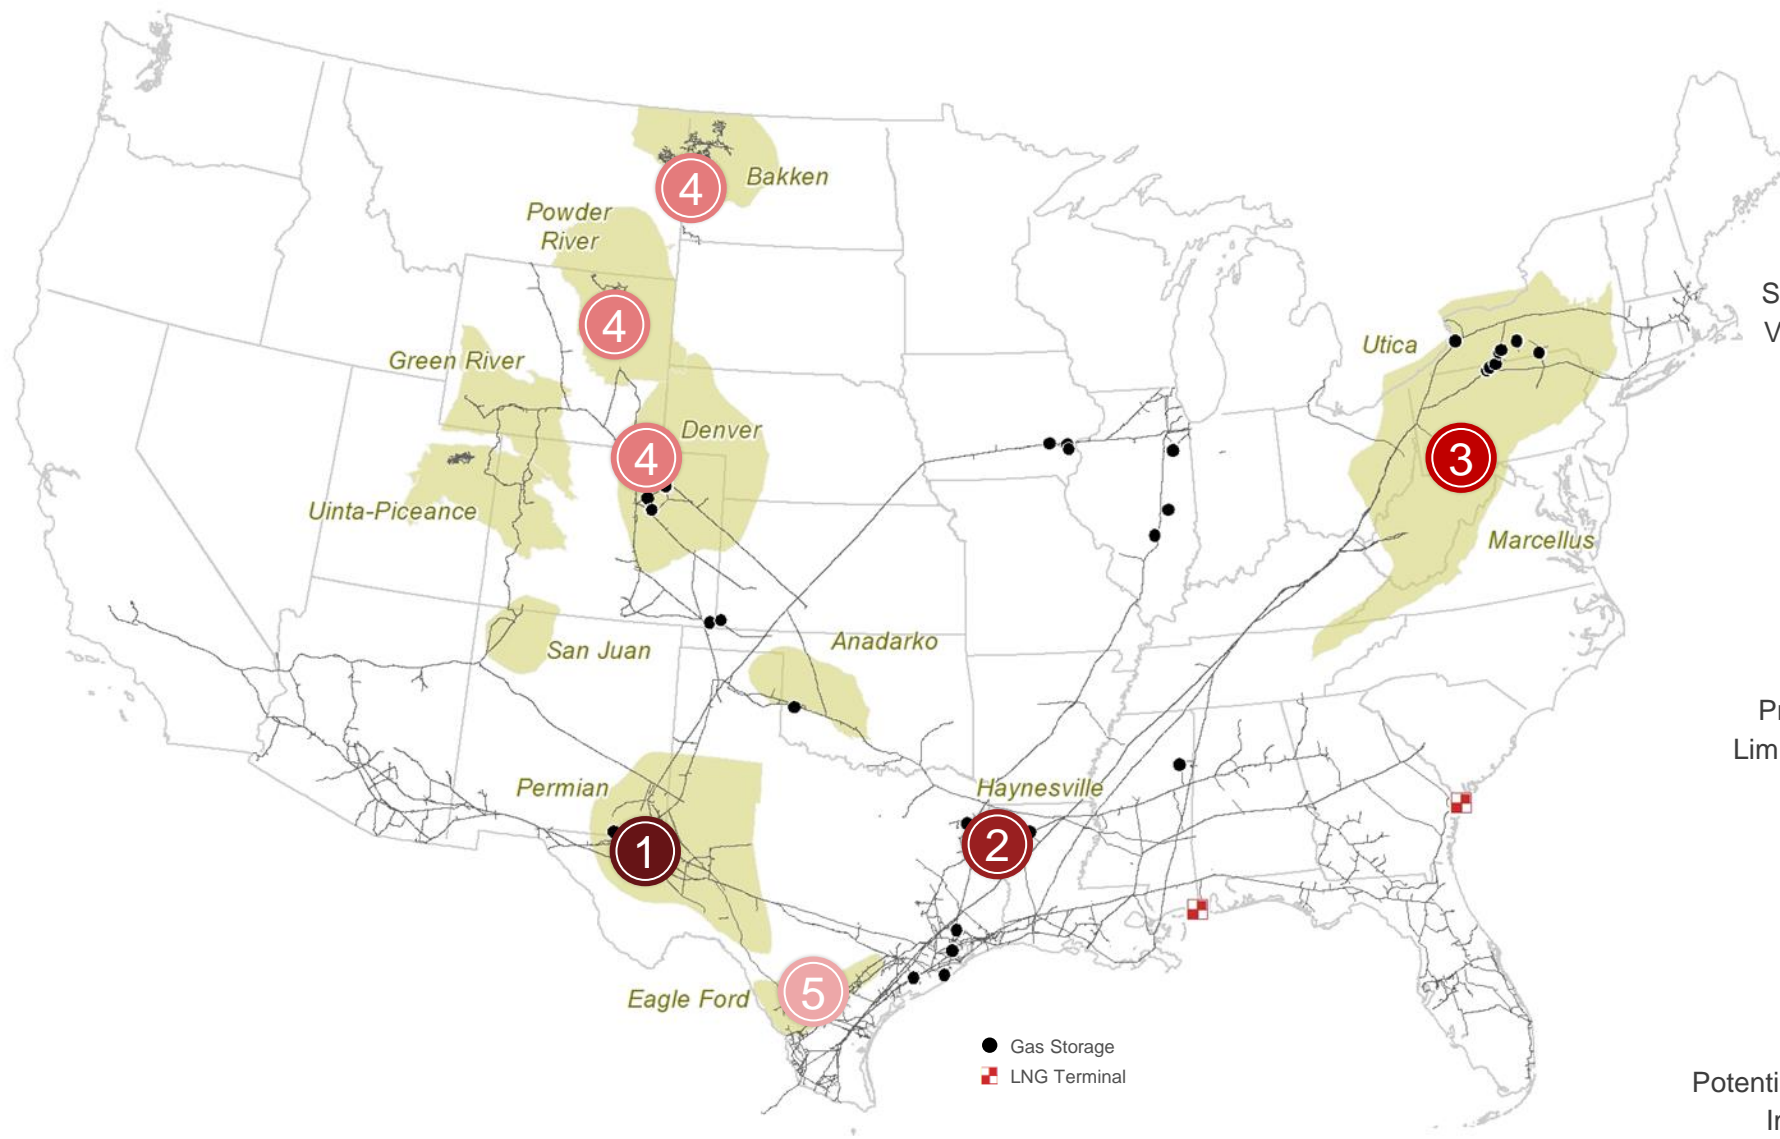 Bakken
4
Powder
River
4
Green River
Utica
Denver
4
3
Uinta-Piceance
Marcellus
San Juan
Anadarko
Permian
Haynesville
1
2
Eagle Ford
5
Gas Storage
LNG Terminal